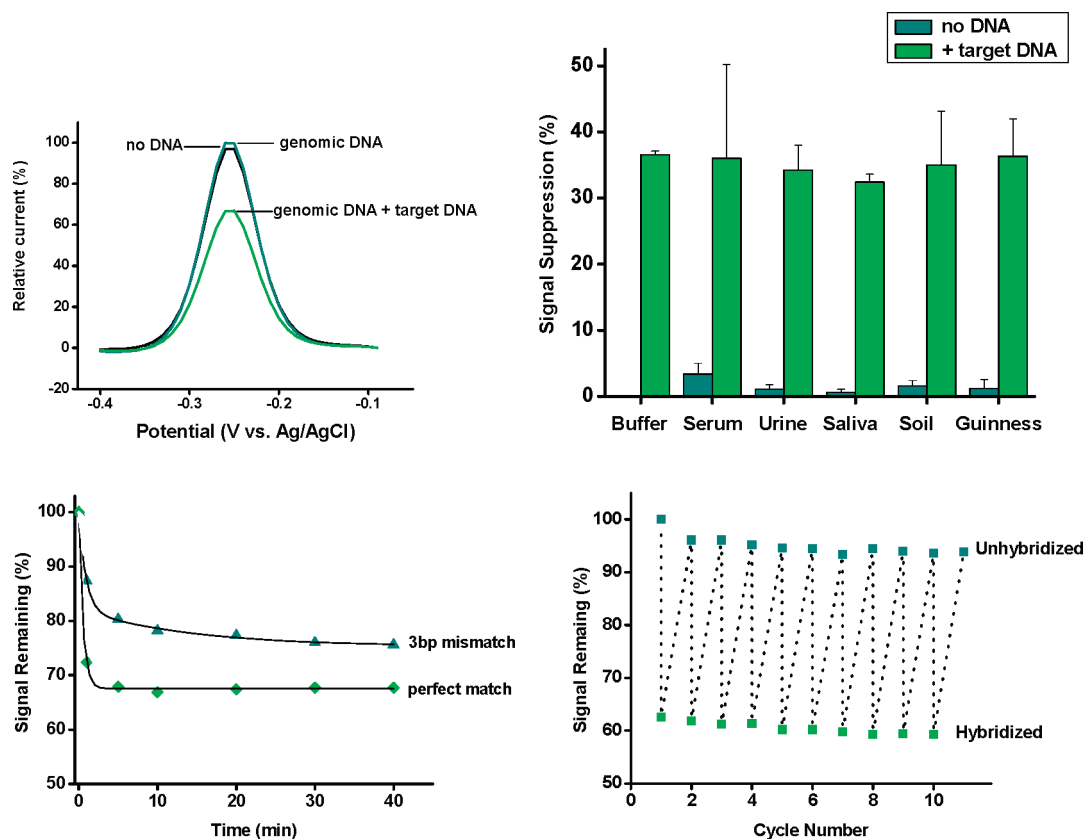 no DNA
genomic DNA
genomic DNA + target DNA
100
80
60
40
20
0
-20
-0.4
-0.3
-0.2
-0.1
Relative current (%)
Potential (V vs. Ag/AgCl)
no DNA
+ target DNA
50
40
30
20
10
0
Signal Suppression (%)
Buffer
Serum
Urine
Saliva
Soil
Guinness
100
90
80
70
60
50
0
10
20
30
40
Signal Remaining (%)
Time (min)
3bp mismatch
perfect match
100
90
80
70
60
50
0
2
4
6
8
10
Signal Remaing (%)
Cycle Number
Unhybridized
Hybridized